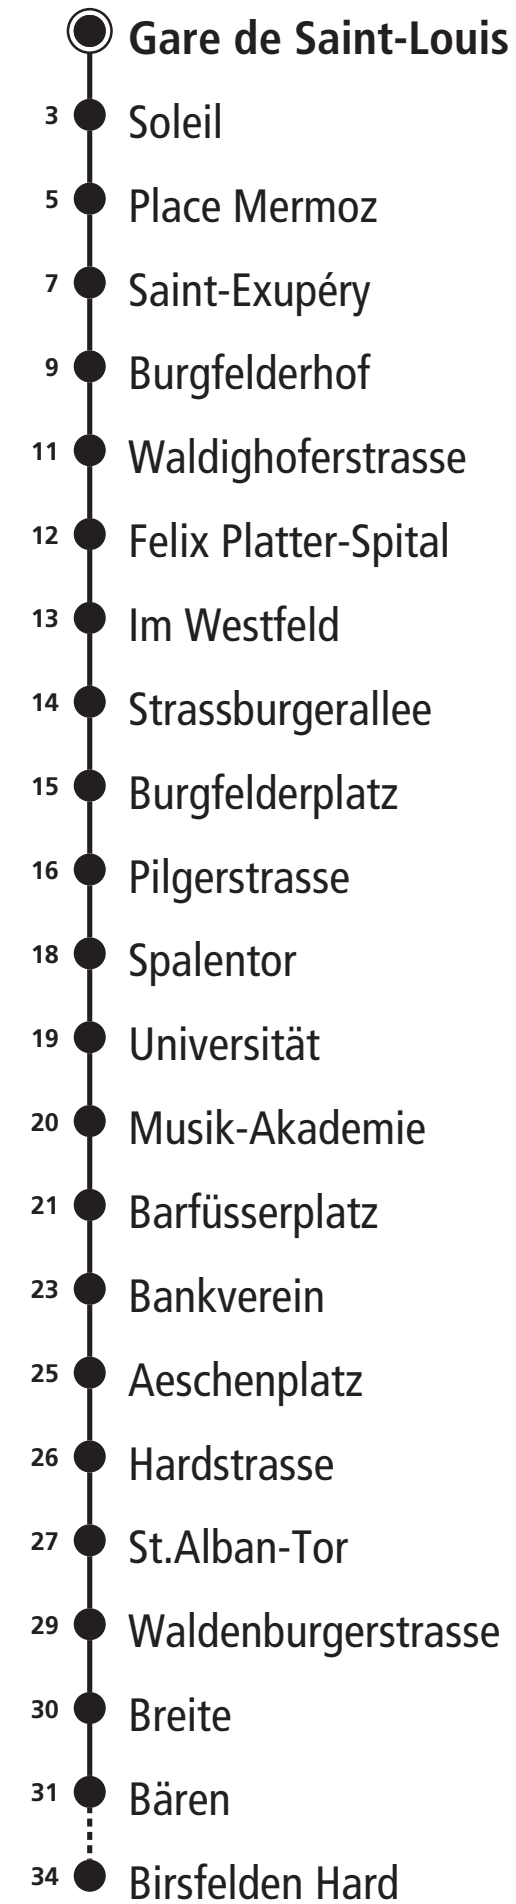 Gare de Saint-Louis
3 Soleil
5 Place Mermoz
7 Saint-Exupéry
9 Burgfelderhof
11 Waldighoferstrasse
12 Felix Platter-Spital
13 Im Westfeld
14 Strassburgerallee
15 Burgfelderplatz
16 Pilgerstrasse
18 Spalentor
19 Universität
20 Musik-Akademie
21 Barfüsserplatz
23 Bankverein
25 Aeschenplatz
26 Hardstrasse
27 St.Alban-Tor
29 Waldenburgerstrasse
30 Breite
31 Bären
34 Birsfelden Hard